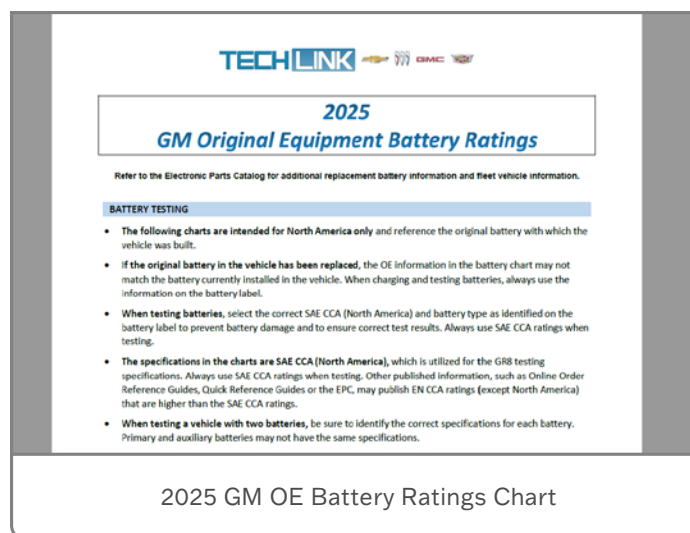 TECHLINK GMC
2025
GM Original Equipment Battery Ratings
Refer to the Electronic Parts Catalog for additional replacement battery information and fleet vehicle information.
BATTERY TESTING
• The following charts are intended for North America only and reference the original battery with which the
vehicle was built.
• If the original battery in the vehicle has been replaced, the OE information in the battery chart may not
match the battery currently installed in the vehicle. When charging and testing batteries, always use the
information on the battery label.
• When testing batteries, select the correct SAE CCA (North America) and battery type as identified on the
battery label to prevent battery damage and to ensure correct test results. Always use SAE CCA ratings when
testing.
• The specifications in the charts are SAE CCA (North America), which is utilized for the GR8 testing
specifications. Always use SAE CCA ratings when testing. Other published information, such as Online Order
Reference Guides, Quick Reference Guides or the EPC, may publish EN CCA ratings (except North America)
that are higher than the SAE CCA ratings.
• When testing a vehicle with two batteries, be sure to identify the correct specifications for each battery.
Primary and auxiliary batteries may not have the same specifications.
2025 GM OE Battery Ratings Chart